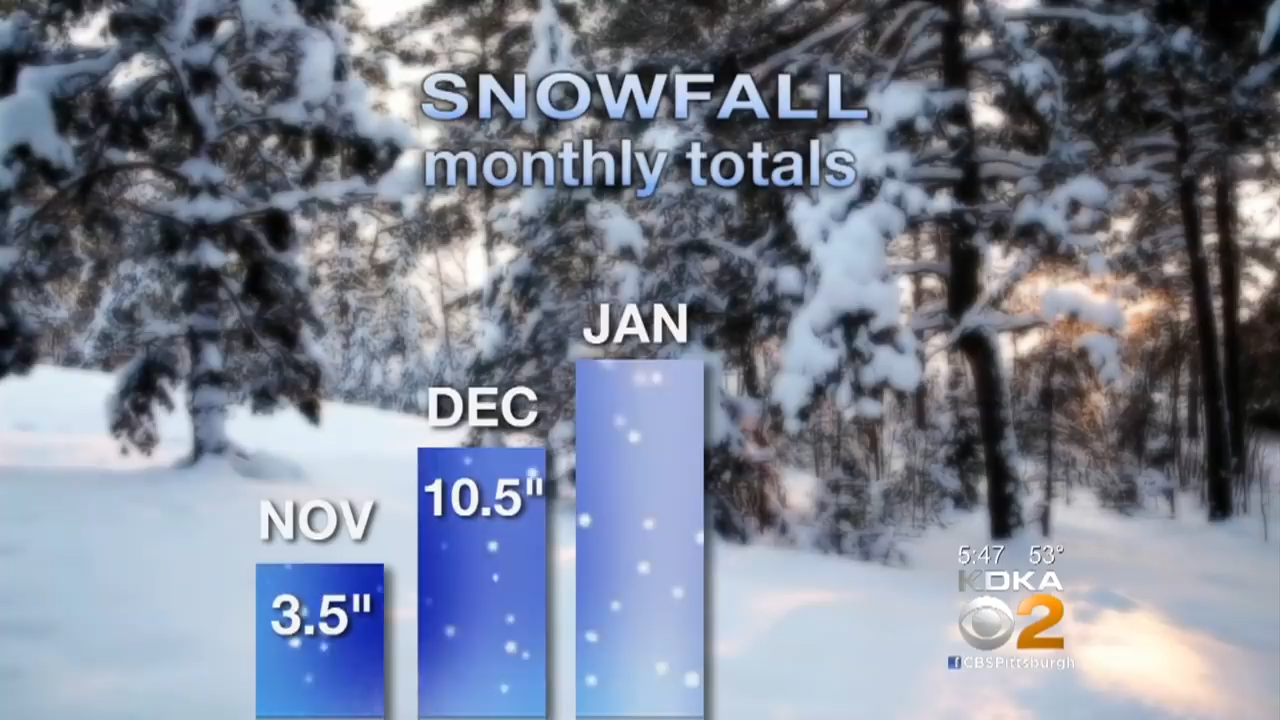 SNOWFALL
monthly totals
JAN
DEC
10.5"
NOV
3.5"
5:47 53°
KDKA
2
CBSPittsburgh